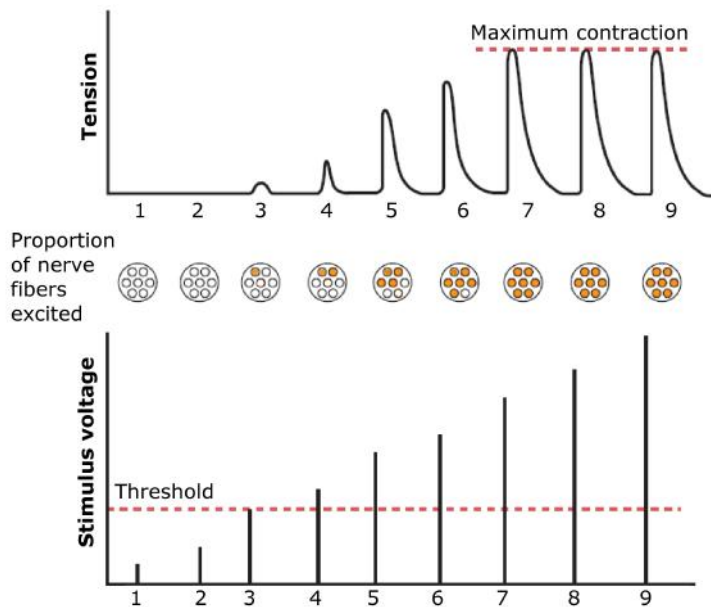 Maximum contraction
Tension
1 2 3 4 5 6 7 8 9
Proportion
of nerve
fibers
excited
Stimulus voltage
Threshold
1 2 3 4 5 6 7 8 9